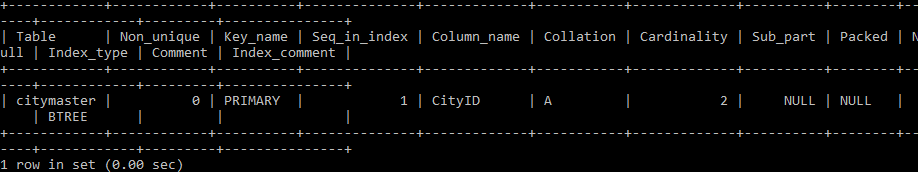 +------------+------------+----------+--------------+-------------+-----------+-------------+----------+--------+--
----+------------+---------+---------------+
| Table      | Non_unique | Key_name | Seq_in_index | Column_name | Collation | Cardinality | Sub_part | Packed | N
ull | Index_type | Comment | Index_comment |
+------------+------------+----------+--------------+-------------+-----------+-------------+----------+--------+--
----+------------+---------+---------------+
| citymaster |          0 | PRIMARY  |            1 | CityID      | A         |           2 |     NULL | NULL   |
    | BTREE      |         |               |
+------------+------------+----------+--------------+-------------+-----------+-------------+----------+--------+--
----+------------+---------+---------------+
1 row in set (0.00 sec)